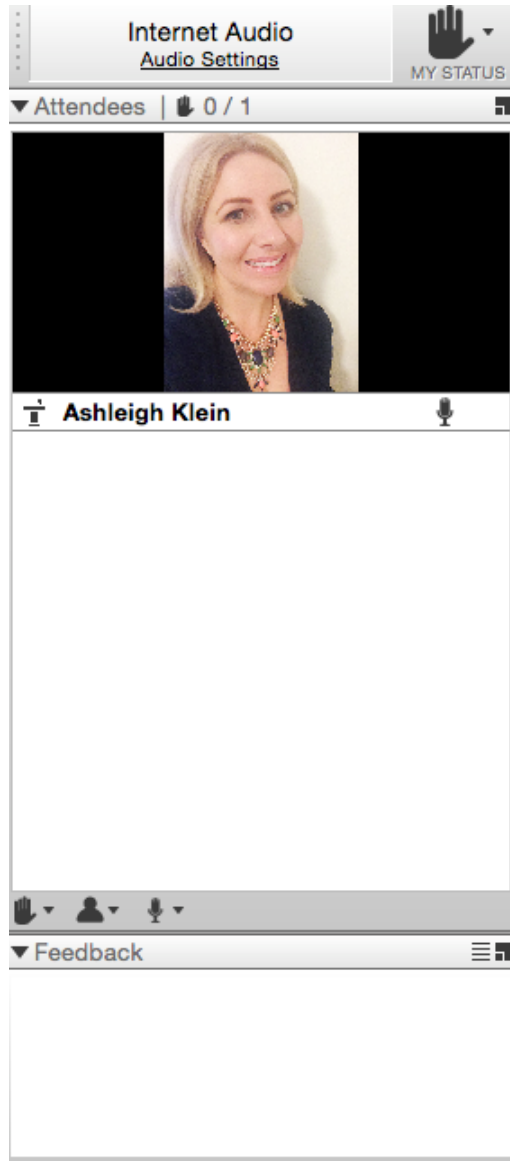 Internet Audio
Audio Settings
MY STATUS
Attendees | 0 / 1
Ashleigh Klein
Feedback